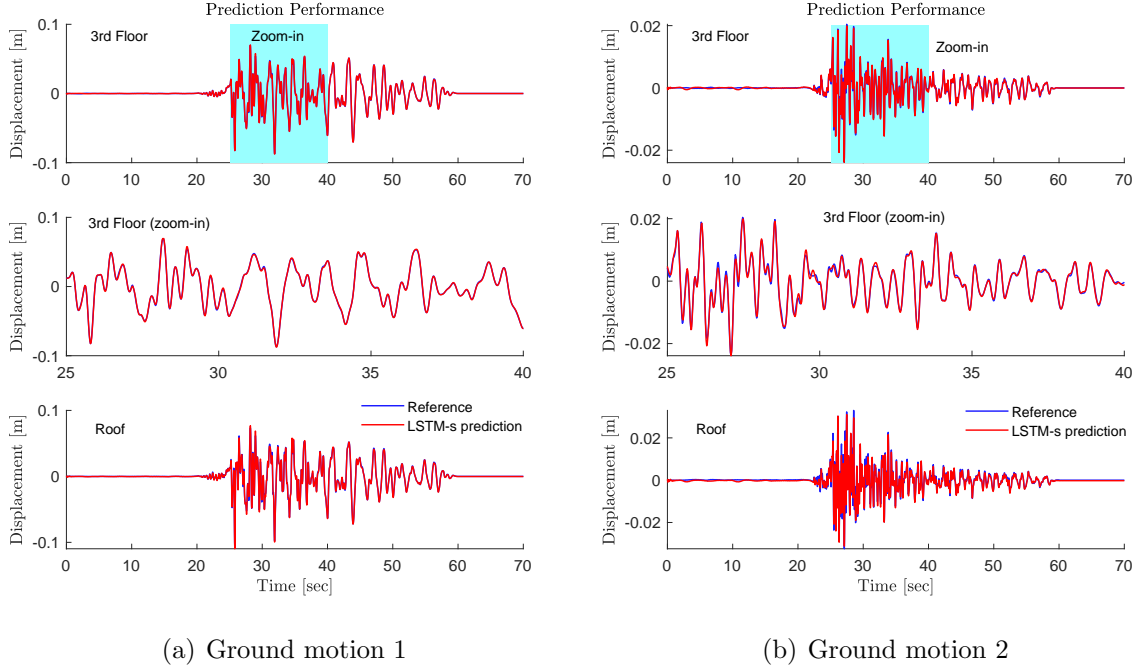 Prediction Performance
Displacement [m]
0.1
0
-0.1
3rd Floor
Zoom-in
0 10 20 30 40 50 60 70
Displacement [m]
0.1
0
-0.1
3rd Floor (zoom-in)
25 30 35 40
Displacement [m]
0.1
0
-0.1
Roof
Reference
LSTM-s prediction
0 10 20 30 40 50 60 70
Time [sec]
(a) Ground motion 1
Prediction Performance
Displacement [m]
0.02
0
-0.02
3rd Floor
Zoom-in
0 10 20 30 40 50 60 70
Displacement [m]
0.02
0
-0.02
3rd Floor (zoom-in)
25 30 35 40
Displacement [m]
0.02
0
-0.02
Roof
Reference
LSTM-s prediction
0 10 20 30 40 50 60 70
Time [sec]
(b) Ground motion 2